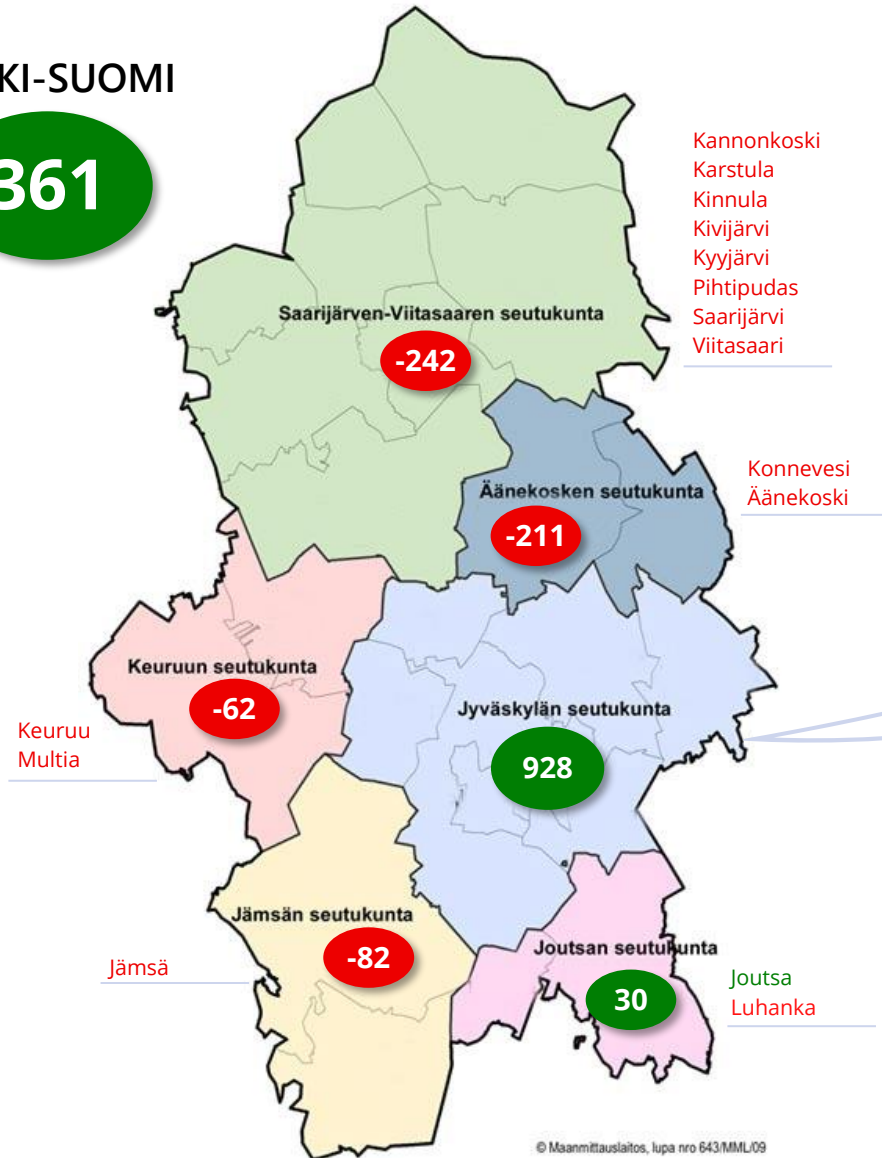 KI-SUOMI
361
Kannonkoski
Karstula
Kinnula
Kivijärvi
Kyyjärvi
Pihtipudas
Saarijärvi
Viitasaari
Saarijärven-Viitasaaren seutukunta
-242
Konnevesi
Äänekoski
Äänekosken seutukunta
-211
Keuruun seutukunta
-62
Keuruu
Multia
Jyväskylän seutukunta
928
Jämsän seutukunta
-82
Jämsä
Joutsan seutukunta
30
Joutsa
Luhanka
© Maanmittauslaitos, lupa nro 643/MML/09